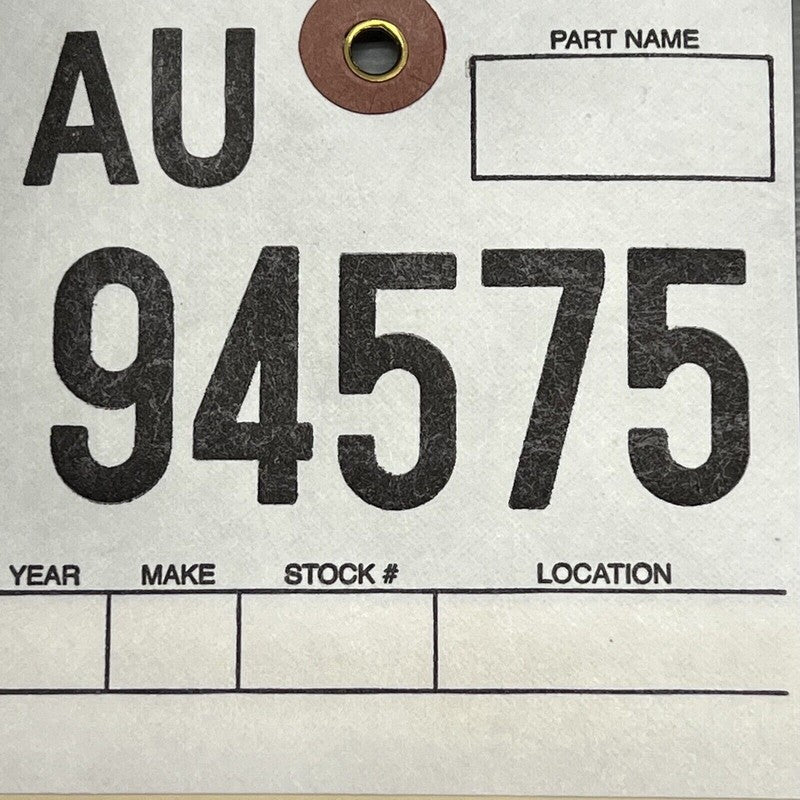 AU
PART NAME
94575
YEAR MAKE STOCK # LOCATION